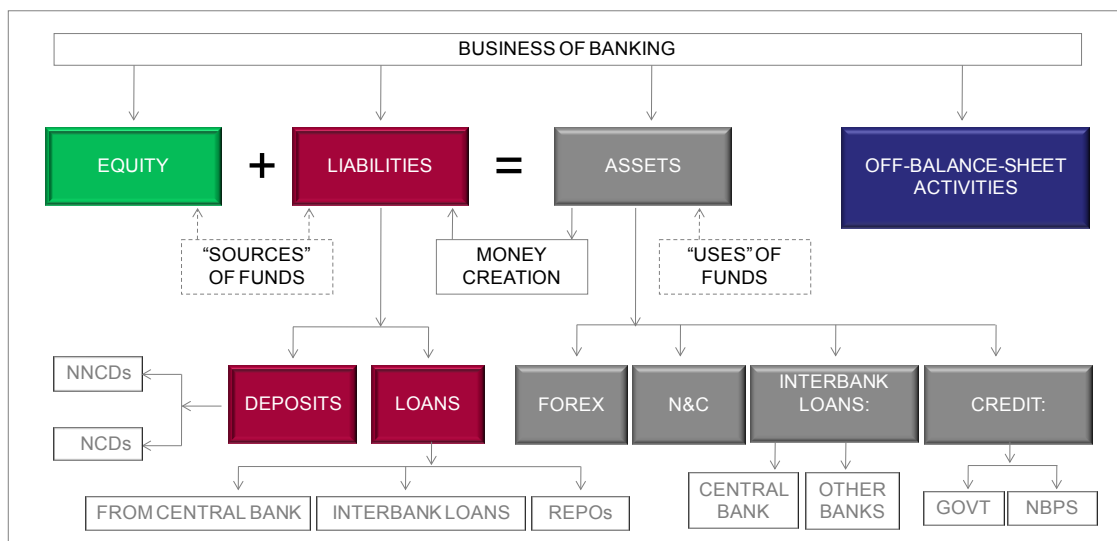 BUSINESS OF BANKING
EQUITY
+
LIABILITIES
=
ASSETS
OFF-BALANCE-SHEET
ACTIVITIES
“SOURCES”
OF FUNDS
MONEY
CREATION
“USES” OF
FUNDS
NNCDs
NCDs
DEPOSITS
LOANS
FOREX
N&C
INTERBANK
LOANS:
CREDIT:
FROM CENTRAL BANK
INTERBANK LOANS
REPOs
CENTRAL
BANK
OTHER
BANKS
GOVT
NBPS